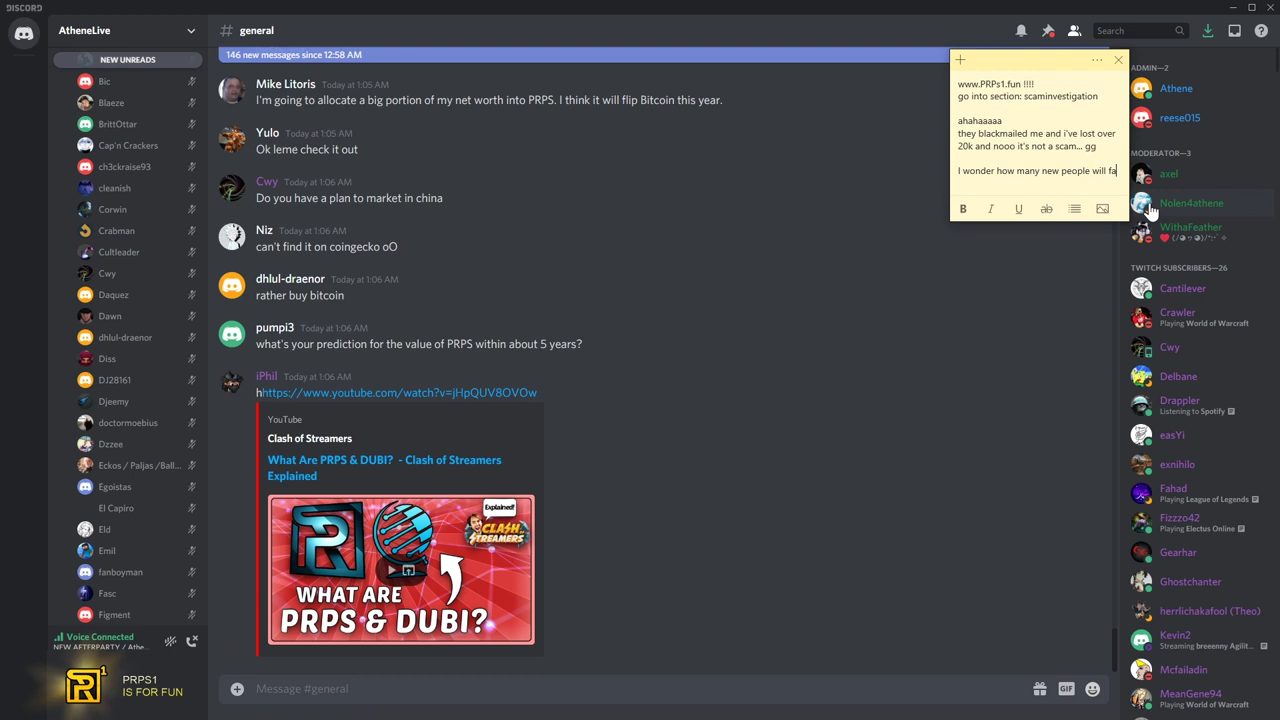 DISCORD
AtheneLive
NEW UNREADS
Bic
Blaeze
BrittOttar
Cap'n Crackers
ch3ckraise93
cleanish
Corwin
Crabman
Cultleader
Cwy
Daquez
Dawn
dhlul-draenor
Diss
DJ28161
Djeemy
doctormoebius
Dzzee
Eckos / Paljas /Ball...
Egoistas
El Capiro
Eld
Emil
fanboyman
Fasc
Figment
Voice Connected
NEW AFTERPARTY / Athe...
PRPS1
IS FOR FUN
# general
Search
146 new messages since 12:58 AM
Mike Litoris Today at 1:05 AM
I'm going to allocate a big portion of my net worth into PRPS. I think it will flip Bitcoin this year.
Yulo Today at 1:05 AM
Ok leme check it out
Cwy Today at 1:06 AM
Do you have a plan to market in china
Niz Today at 1:06 AM
can't find it on coingecko oO
dhlul-draenor Today at 1:06 AM
rather buy bitcoin
pumpi3 Today at 1:06 AM
what's your prediction for the value of PRPS within about 5 years?
iPhil Today at 1:06 AM
hhttps://www.youtube.com/watch?v=jHpQUV8OVOw
YouTube
Clash of Streamers
What Are PRPS & DUBI? - Clash of Streamers
Explained
Explained!
CLASH
OF
STREAMERS
WHAT ARE
PRPS & DUBI?
Message #general
GIF
www.PRPs1.fun !!!!
go into section: scaminvestigation
ahahaaaaa
they blackmailed me and i've lost over
20k and nooo it's not a scam... gg
I wonder how many new people will fa
B I U ab
ADMIN—2
Athene
reese015
MODERATOR—3
axel
Nolen4athene
WithaFeather
TWITCH SUBSCRIBERS—26
Cantilever
Crawler
Playing World of Warcraft
Cwy
Delbane
Drappler
Listening to Spotify
easYi
exnihilo
Fahad
Playing League of Legends
Fizzzo42
Playing Electus Online
Gearhar
Ghostchanter
herrlichakafool (Theo)
Kevin2
Streaming breeenny Agilit...
Mcfailadin
MeanGene94
Playing World of Warcraft